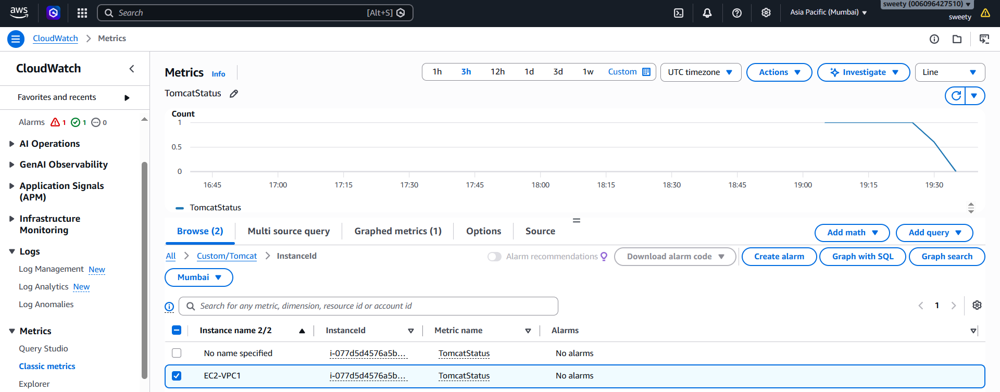 aws
Search
[Alt+S]
Asia Pacific (Mumbai)
sweety (006096427510)
sweety
CloudWatch
Metrics
CloudWatch
Favorites and recents
Alarms 1 1 0
AI Operations
GenAI Observability
Application Signals
(APM)
Infrastructure
Monitoring
Logs
Log Management New
Log Analytics New
Log Anomalies
Metrics
Query Studio
Classic metrics
Explorer
Metrics Info
1h 3h 12h 1d 3d 1w Custom
UTC timezone
Actions
Investigate
Line
TomcatStatus
Count
1
0.5
0
16:45 17:00 17:15 17:30 17:45 18:00 18:15 18:30 18:45 19:00 19:15 19:30
TomcatStatus
Browse (2) Multi source query Graphed metrics (1) Options Source
Add math Add query
All Custom/Tomcat InstanceId
Alarm recommendations Download alarm code Create alarm Graph with SQL Graph search
Mumbai
Search for any metric, dimension, resource id or account id
1
Instance name 2/2 InstanceId Metric name Alarms
No name specified i-077d5d4576a5b... TomcatStatus No alarms
EC2-VPC1 i-077d5d4576a5b... TomcatStatus No alarms